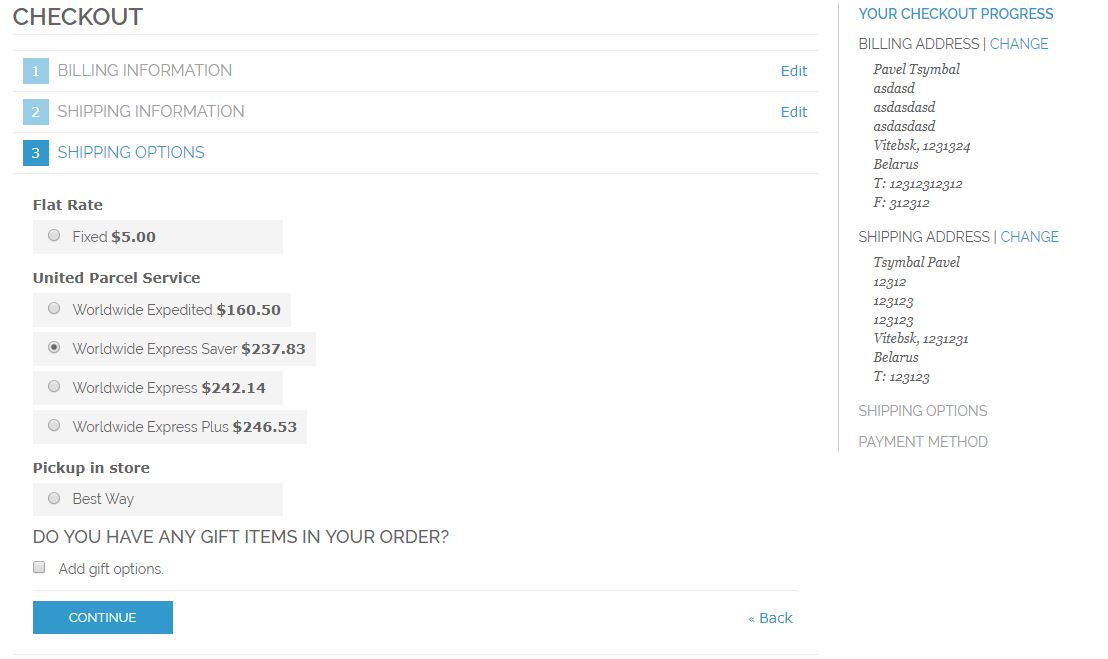 CHECKOUT
1 BILLING INFORMATION Edit
2 SHIPPING INFORMATION Edit
3 SHIPPING OPTIONS
Flat Rate
Fixed $5.00
United Parcel Service
Worldwide Expedited $160.50
Worldwide Express Saver $237.83
Worldwide Express $242.14
Worldwide Express Plus $246.53
Pickup in store
Best Way
DO YOU HAVE ANY GIFT ITEMS IN YOUR ORDER?
Add gift options.
CONTINUE
« Back
YOUR CHECKOUT PROGRESS
BILLING ADDRESS | CHANGE
Pavel Tsymbal
asdasd
asdasdasd
asdasdasd
Vitebsk, 1231324
Belarus
T: 12312312312
F: 312312
SHIPPING ADDRESS | CHANGE
Tsymbal Pavel
12312
123123
123123
Vitebsk, 1231231
Belarus
T: 123123
SHIPPING OPTIONS
PAYMENT METHOD